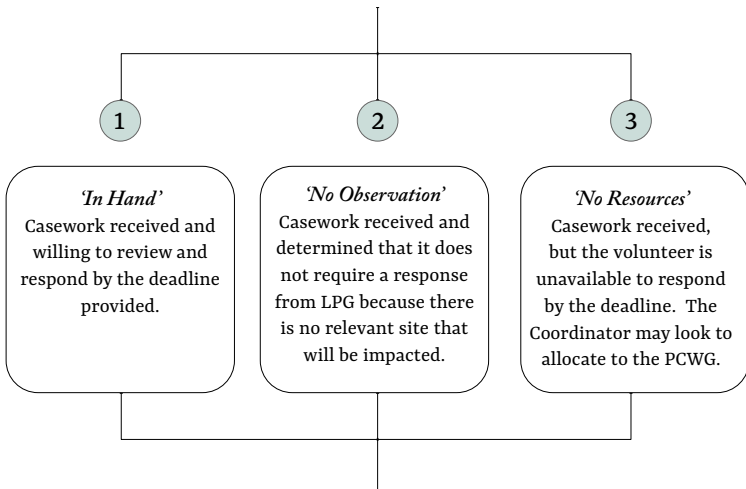 1
'In Hand'
Casework received and
willing to review and
respond by the deadline
provided.
2
'No Observation'
Casework received and
determined that it does
not require a response
from LPG because there
is no relevant site that
will be impacted.
3
'No Resources'
Casework received,
but the volunteer is
unavailable to respond
by the deadline.  The
Coordinator may look to
allocate to the PCWG.